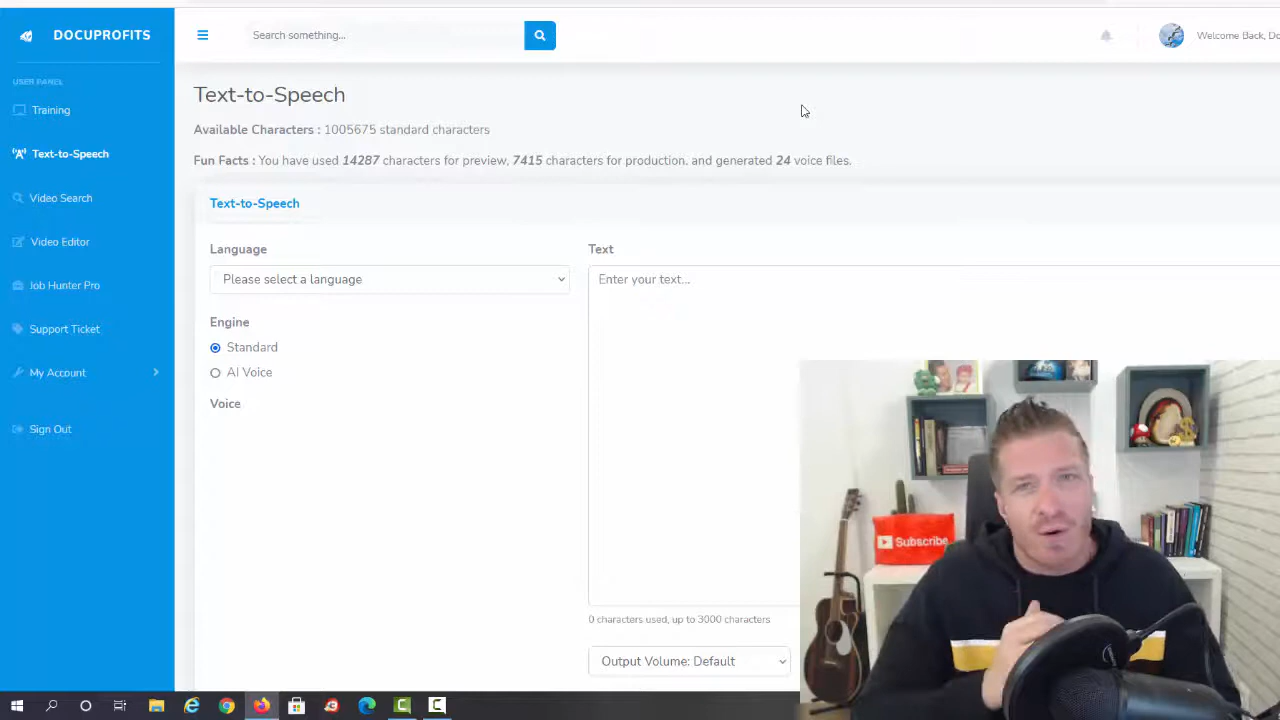 DOCUPROFITS
Search something...
Welcome Back, Do
USER PANEL
Training
Text-to-Speech
Video Search
Video Editor
Job Hunter Pro
Support Ticket
My Account
Sign Out
Text-to-Speech
Available Characters : 1005675 standard characters
Fun Facts : You have used 14287 characters for preview, 7415 characters for production, and generated 24 voice files.
Text-to-Speech
Language
Please select a language
Engine
Standard
AI Voice
Voice
Text
Enter your text...
0 characters used, up to 3000 characters
Output Volume: Default
Subscribe